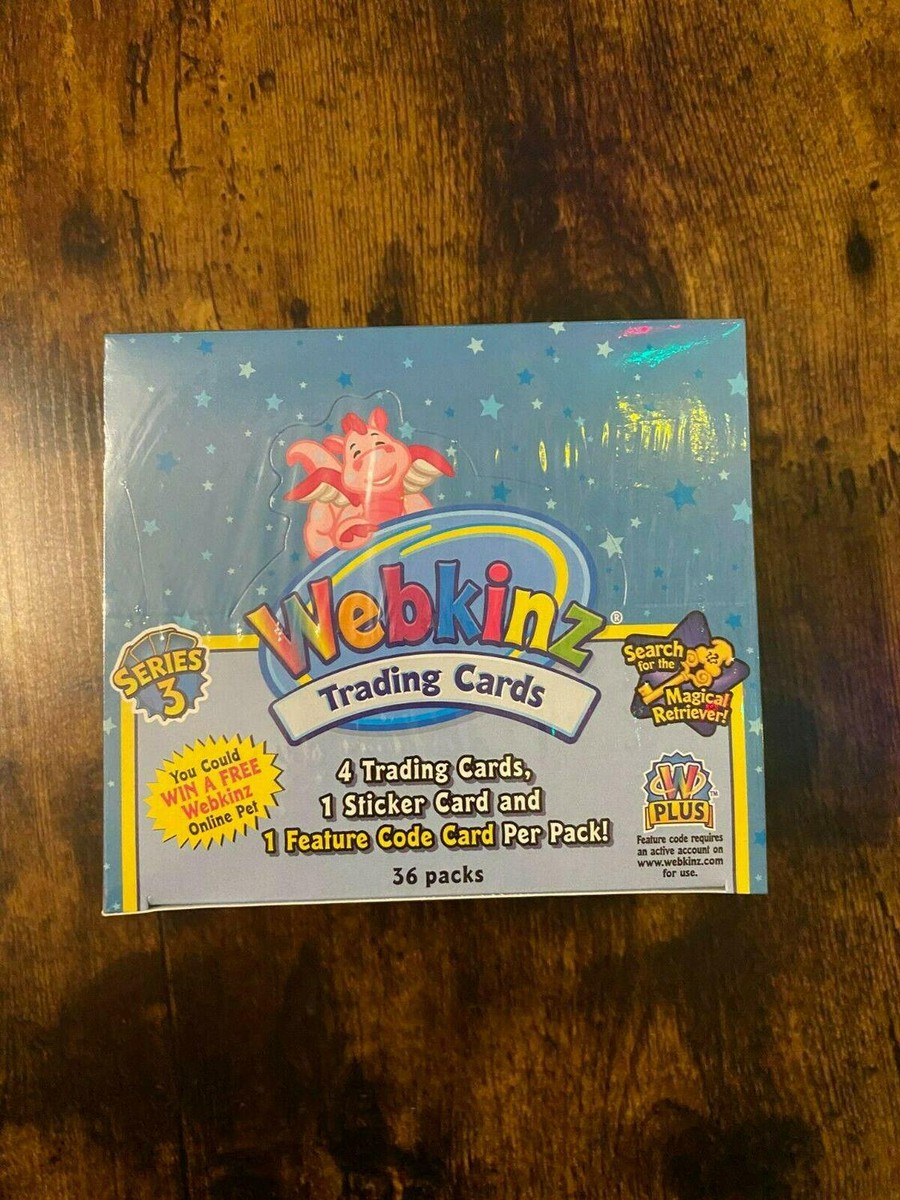 Webkinz®
Trading Cards
SERIES
3
Search
for the
Magical
Retriever!
You Could
WIN A FREE
Webkinz
Online Pet
4 Trading Cards,
1 Sticker Card and
1 Feature Code Card Per Pack!
36 packs
W
PLUS™
Feature code requires
an active account on
www.webkinz.com
for use.